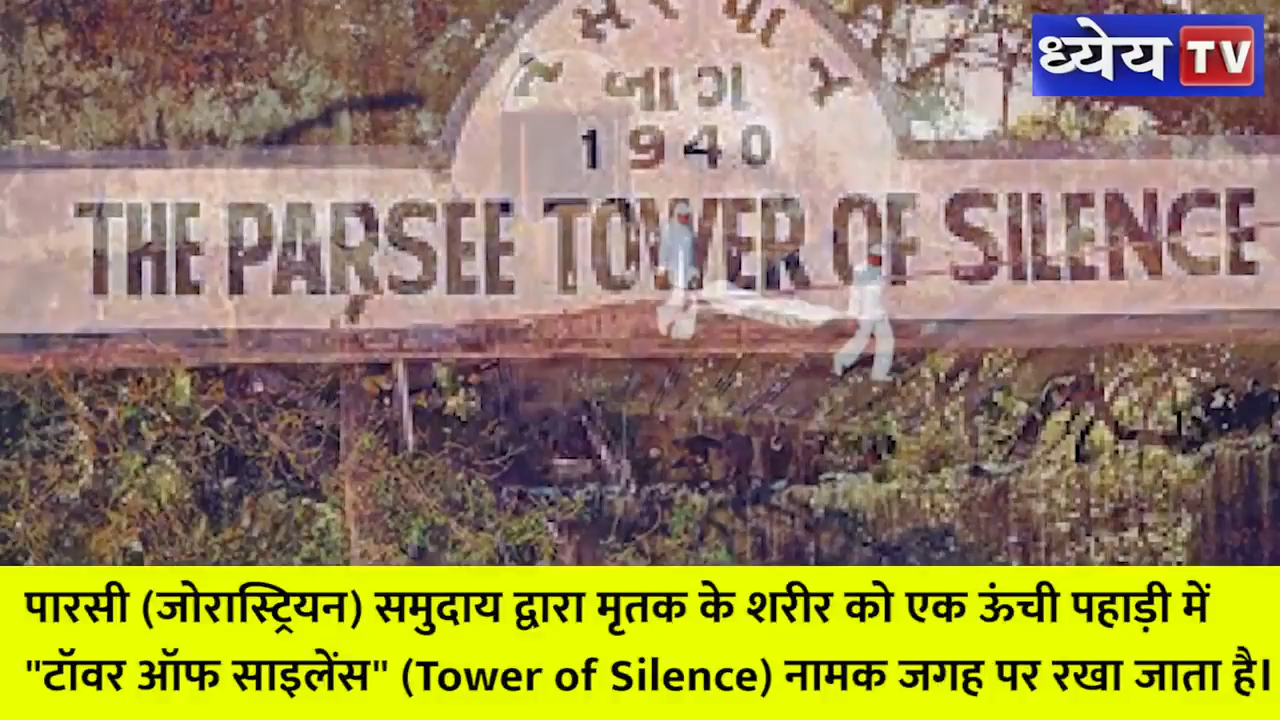 ध्येय TV
બાગ
1940
THE PARSEE TOWER OF SILENCE
पारसी (जोरास्ट्रियन) समुदाय द्वारा मृतक के शरीर को एक ऊंची पहाड़ी में
"टॉवर ऑफ साइलेंस" (Tower of Silence) नामक जगह पर रखा जाता है।